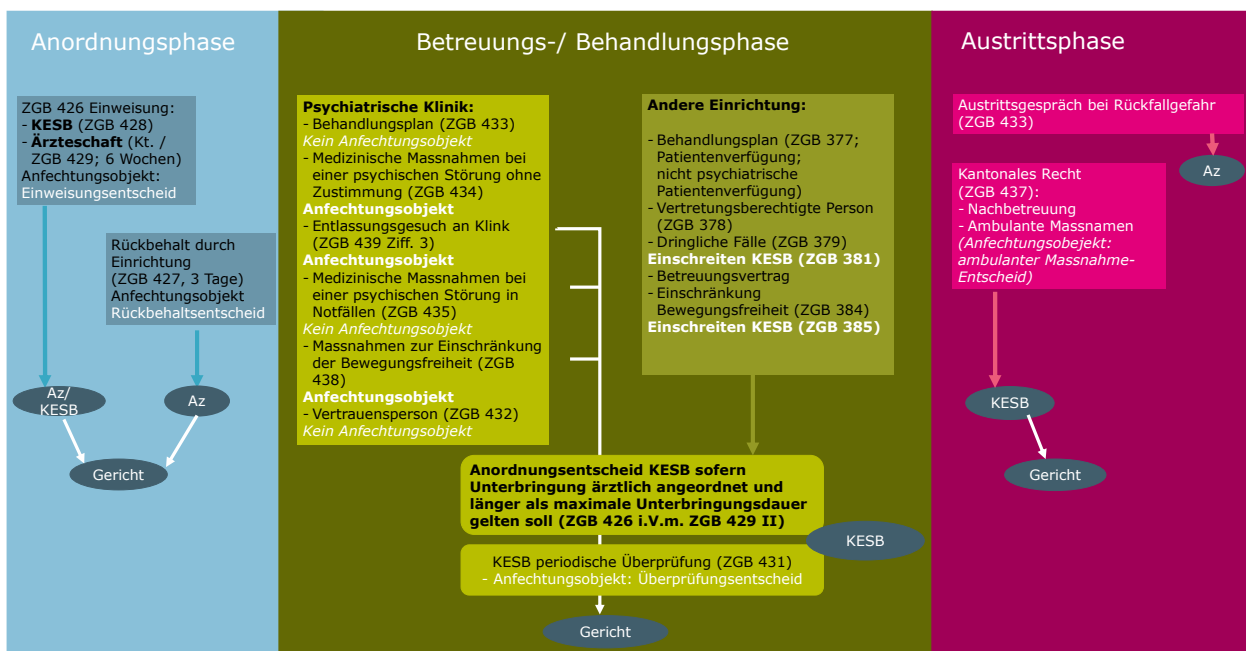 Anordnungsphase
ZGB 426 Einweisung:
- KESB (ZGB 428)
- Ärzteschaft (Kt. /
ZGB 429; 6 Wochen)
Anfechtungsobjekt:
Einweisungsentscheid
Rückbehalt durch
Einrichtung
(ZGB 427, 3 Tage)
Anfechtungsobjekt
Rückbehaltsentscheid
Az/
KESB
Az
Gericht
Betreuungs-/ Behandlungsphase
Psychiatrische Klinik:
- Behandlungsplan (ZGB 433)
Kein Anfechtungsobjekt
- Medizinische Massnahmen bei
einer psychischen Störung ohne
Zustimmung (ZGB 434)
Anfechtungsobjekt
- Entlassungsgesuch an Klink
(ZGB 439 Ziff. 3)
Anfechtungsobjekt
- Medizinische Massnahmen bei
einer psychischen Störung in
Notfällen (ZGB 435)
Kein Anfechtungsobjekt
- Massnahmen zur Einschränkung
der Bewegungsfreiheit (ZGB
438)
Anfechtungsobjekt
- Vertrauensperson (ZGB 432)
Kein Anfechtungsobjekt
Andere Einrichtung:
- Behandlungsplan (ZGB 377;
Patientenverfügung;
nicht psychiatrische
Patientenverfügung)
- Vertretungsberechtigte Person
(ZGB 378)
- Dringliche Fälle (ZGB 379)
Einschreiten KESB (ZGB 381)
- Betreuungsvertrag
- Einschränkung
Bewegungsfreiheit (ZGB 384)
Einschreiten KESB (ZGB 385)
Anordnungsentscheid KESB sofern
Unterbringung ärztlich angeordnet und
länger als maximale Unterbringungsdauer
gelten soll (ZGB 426 i.V.m. ZGB 429 II)
KESB
KESB periodische Überprüfung (ZGB 431)
- Anfechtungsobjekt: Überprüfungsentscheid
Gericht
Austrittsphase
Austrittsgespräch bei Rückfallgefahr
(ZGB 433)
Az
Kantonales Recht
(ZGB 437):
- Nachbetreuung
- Ambulante Massnamen
(Anfechtungsobejekt:
ambulanter Massnahme-
Entscheid)
KESB
Gericht